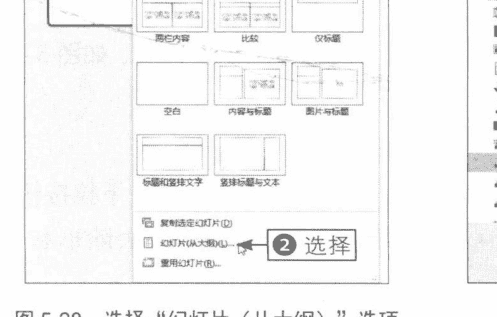 两栏内容 比较 仅标题
空白 内容与标题 图片与标题
标题和竖排文字 竖排标题与文本
复制选定幻灯片(D)
幻灯片(从大纲)(L)... 2 选择
重用幻灯片(R)...
图 5-28 选择“幻灯片（从大纲）”选项